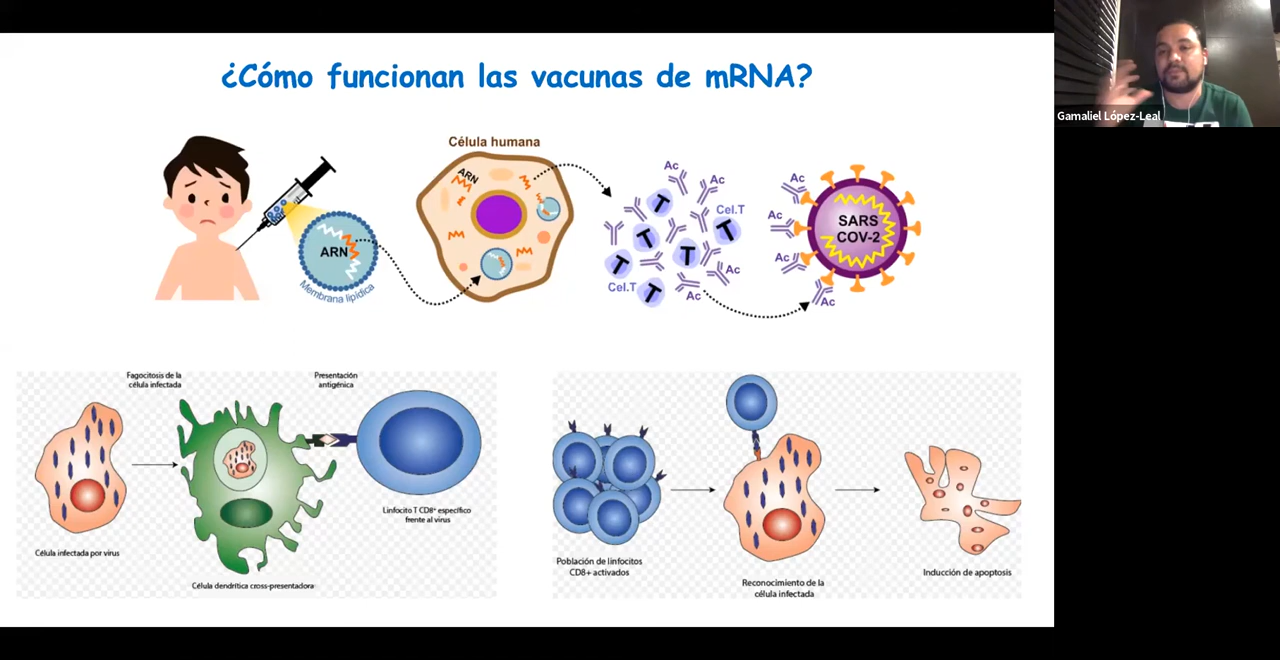 ¿Cómo funcionan las vacunas de mRNA?
Gamaliel López-Leal
ARN
Membrana lipídica
Célula humana
ARN
Ac
Ac
Cel.T
T
T
T
T
T
T
Cel.T
Ac
Ac
Ac
Ac
Ac
Ac
SARS
COV-2
Fagocitosis de la
célula infectada
Presentación
antigénica
Célula infectada por virus
Célula dendrítica cross-presentadora
Linfocito T CD8⁺ específico
frente al virus
Población de linfocitos
CD8+ activados
Reconocimiento de la
célula infectada
Inducción de apoptosis